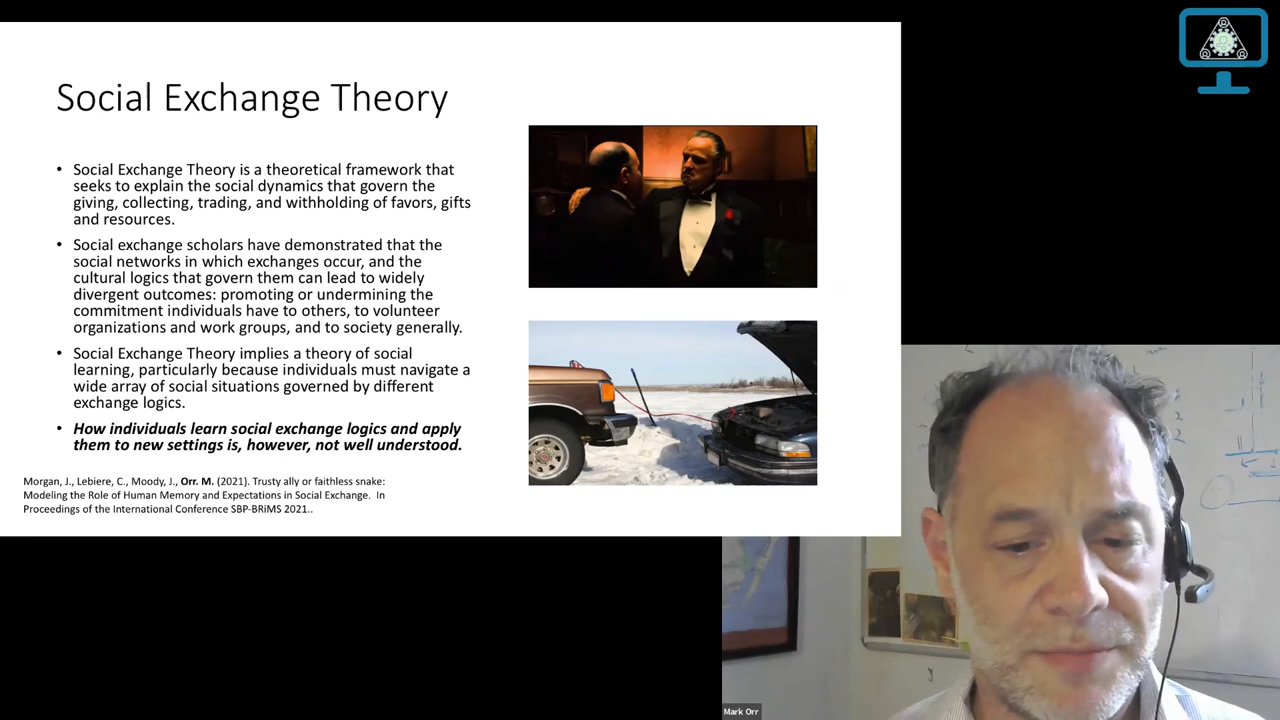 Social Exchange Theory
• Social Exchange Theory is a theoretical framework that
seeks to explain the social dynamics that govern the
giving, collecting, trading, and withholding of favors, gifts
and resources.
• Social exchange scholars have demonstrated that the
social networks in which exchanges occur, and the
cultural logics that govern them can lead to widely
divergent outcomes: promoting or undermining the
commitment individuals have to others, to volunteer
organizations and work groups, and to society generally.
• Social Exchange Theory implies a theory of social
learning, particularly because individuals must navigate a
wide array of social situations governed by different
exchange logics.
• How individuals learn social exchange logics and apply
them to new settings is, however, not well understood.
Morgan, J., Lebiere, C., Moody, J., Orr. M. (2021). Trusty ally or faithless snake:
Modeling the Role of Human Memory and Expectations in Social Exchange. In
Proceedings of the International Conference SBP-BRiMS 2021..
Mark Orr